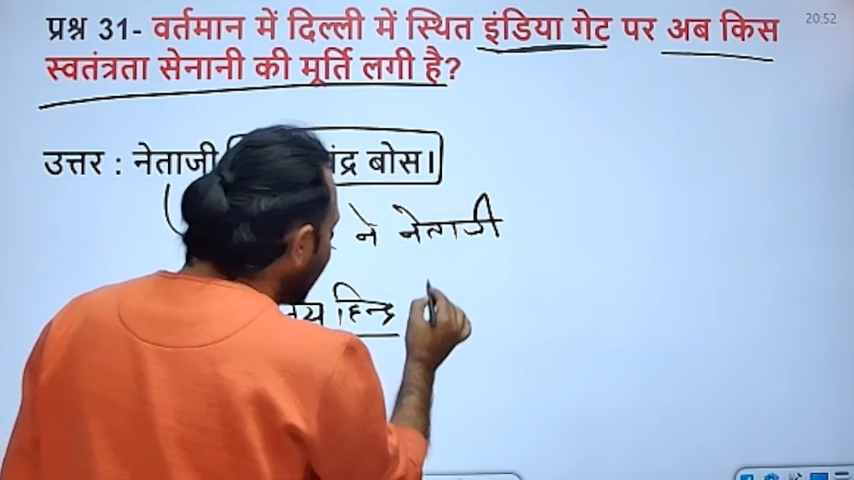 20:52
प्रश्न 31- वर्तमान में दिल्ली में स्थित इंडिया गेट पर अब किस
स्वतंत्रता सेनानी की मूर्ति लगी है?
उत्तर : नेताजी बोस।
ने नेताजी
हिन्द